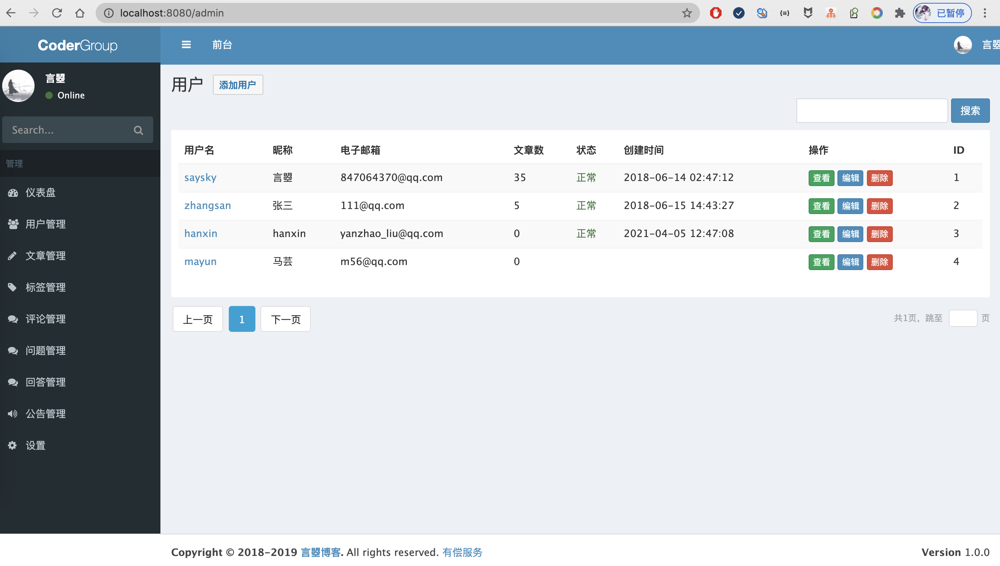 localhost:8080/admin
已暂停
CoderGroup
前台
言曌
言曌
Online
Search...
管理
仪表盘
用户管理
文章管理
标签管理
评论管理
问题管理
回答管理
公告管理
设置
用户 添加用户
搜索
用户名 昵称 电子邮箱 文章数 状态 创建时间 操作 ID
saysky 言曌 847064370@qq.com 35 正常 2018-06-14 02:47:12 查看 编辑 删除 1
zhangsan 张三 111@qq.com 5 正常 2018-06-15 14:43:27 查看 编辑 删除 2
hanxin hanxin yanzhao_liu@qq.com 0 正常 2021-04-05 12:47:08 查看 编辑 删除 3
mayun 马芸 m56@qq.com 0 查看 编辑 删除 4
上一页 1 下一页
共1页，跳至 页
Copyright © 2018-2019 言曌博客. All rights reserved. 有偿服务
Version 1.0.0